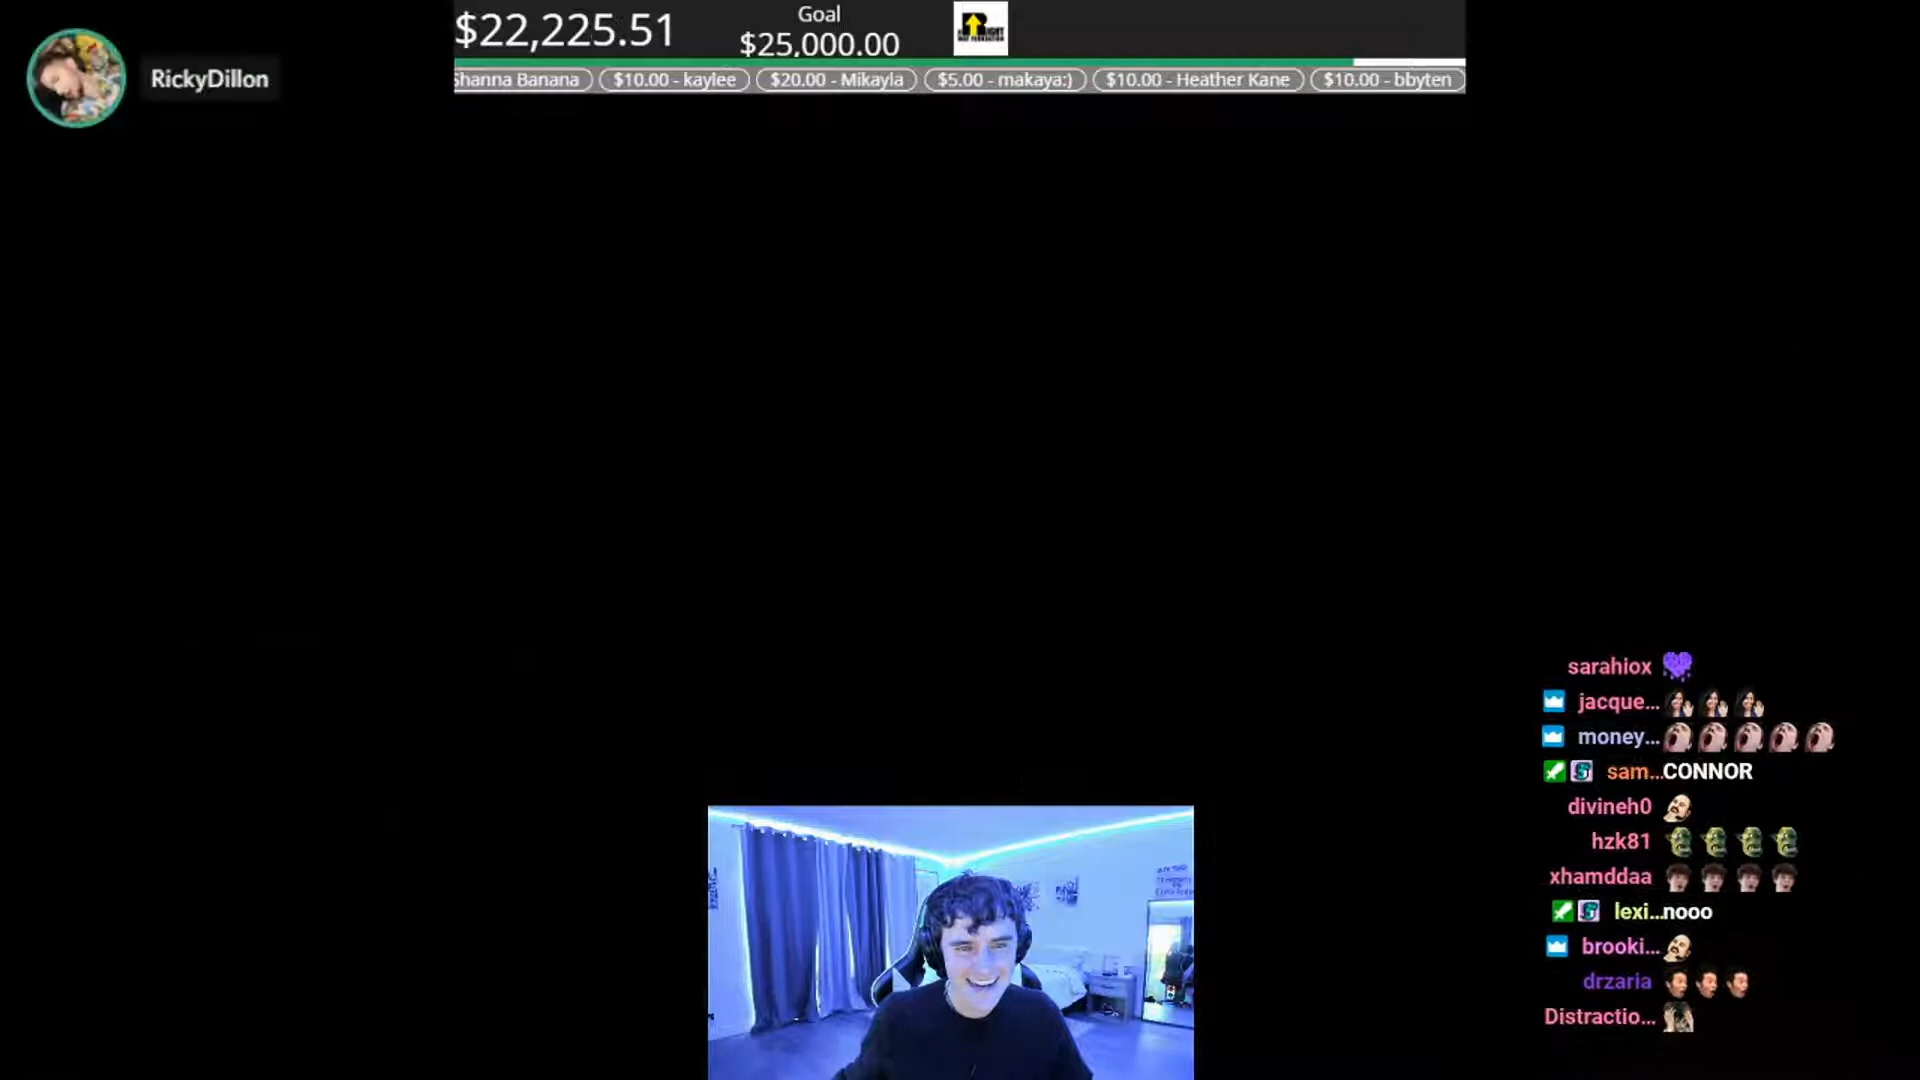 $22,225.51
Goal
$25,000.00
RickyDillon
Shanna Banana
$10.00 - kaylee
$20.00 - Mikayla
$5.00 - makaya:)
$10.00 - Heather Kane
$10.00 - bbyten
sarahiox
jacque...
money...
sam...CONNOR
divineh0
hzk81
xhamddaa
lexi...nooo
brooki...
drzaria
Distractio...